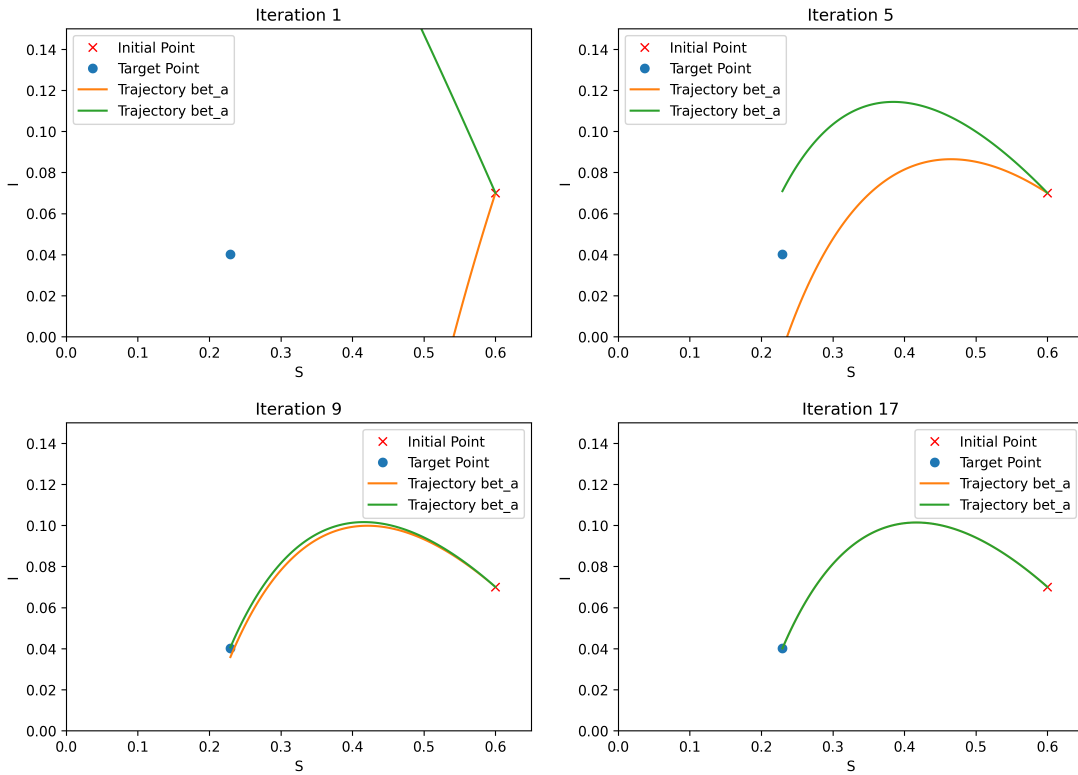 Iteration 1
Initial Point
Target Point
Trajectory bet_a
Trajectory bet_a
0.14
0.12
0.10
0.08
0.06
0.04
0.02
0.00
I
0.0 0.1 0.2 0.3 0.4 0.5 0.6
S
Iteration 5
Initial Point
Target Point
Trajectory bet_a
Trajectory bet_a
0.14
0.12
0.10
0.08
0.06
0.04
0.02
0.00
I
0.0 0.1 0.2 0.3 0.4 0.5 0.6
S
Iteration 9
Initial Point
Target Point
Trajectory bet_a
Trajectory bet_a
0.14
0.12
0.10
0.08
0.06
0.04
0.02
0.00
I
0.0 0.1 0.2 0.3 0.4 0.5 0.6
S
Iteration 17
Initial Point
Target Point
Trajectory bet_a
Trajectory bet_a
0.14
0.12
0.10
0.08
0.06
0.04
0.02
0.00
I
0.0 0.1 0.2 0.3 0.4 0.5 0.6
S